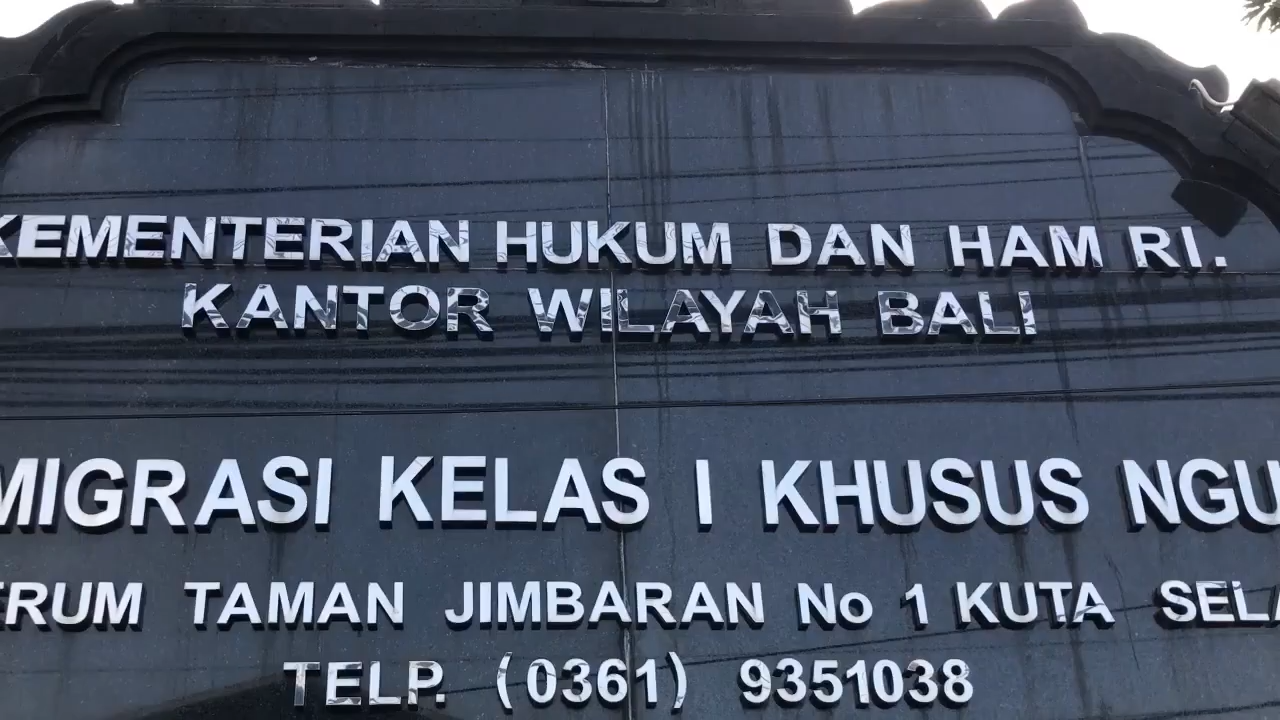 KEMENTERIAN HUKUM DAN HAM RI.
KANTOR WILAYAH BALI
MIGRASI KELAS I KHUSUS NGU
ERUM TAMAN JIMBARAN No 1 KUTA SELA
TELP. (0361) 9351038